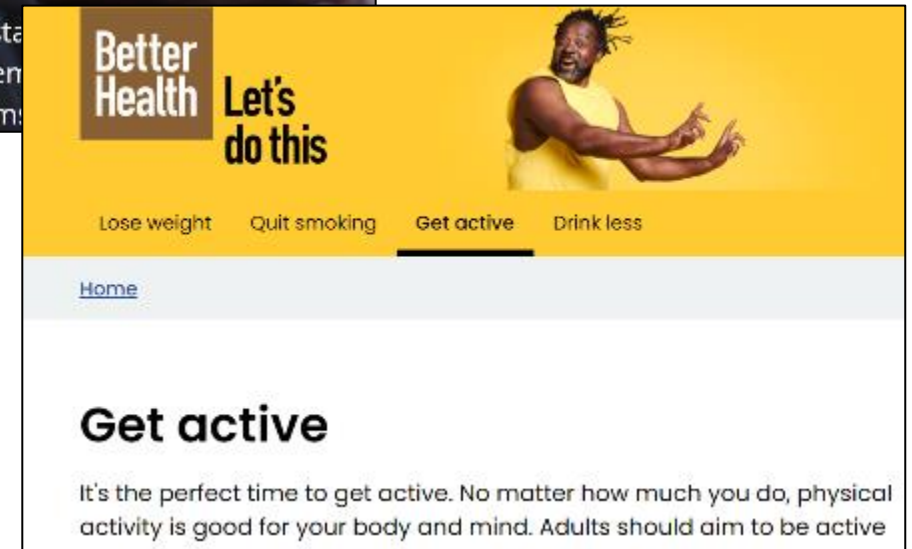 Better
Health
Let's
do this
Lose weight Quit smoking Get active Drink less
Home
Get active
It's the perfect time to get active. No matter how much you do, physical
activity is good for your body and mind. Adults should aim to be active